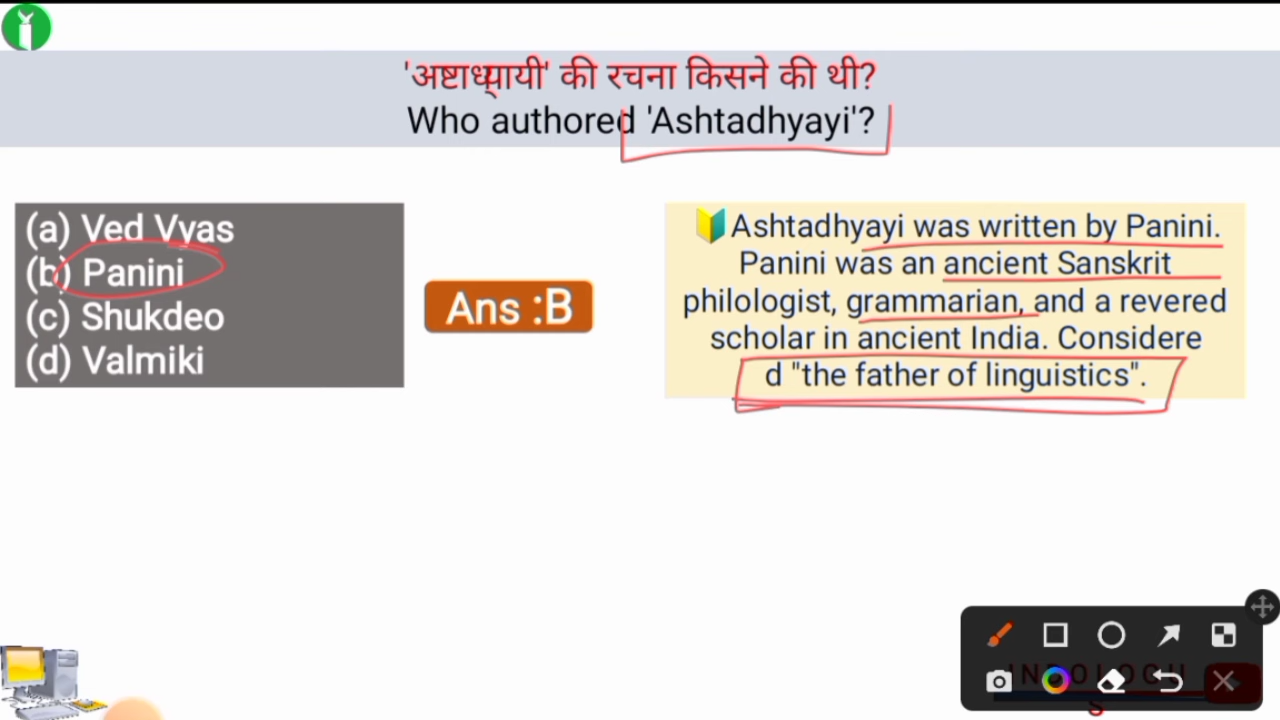 'अष्टाध्यायी' की रचना किसने की थी?
Who authored 'Ashtadhyayi'?
(a) Ved Vyas
(b) Panini
(c) Shukdeo
(d) Valmiki
Ans :B
Ashtadhyayi was written by Panini.
Panini was an ancient Sanskrit
philologist, grammarian, and a revered
scholar in ancient India. Considere
d "the father of linguistics".
INDOLOGU
S